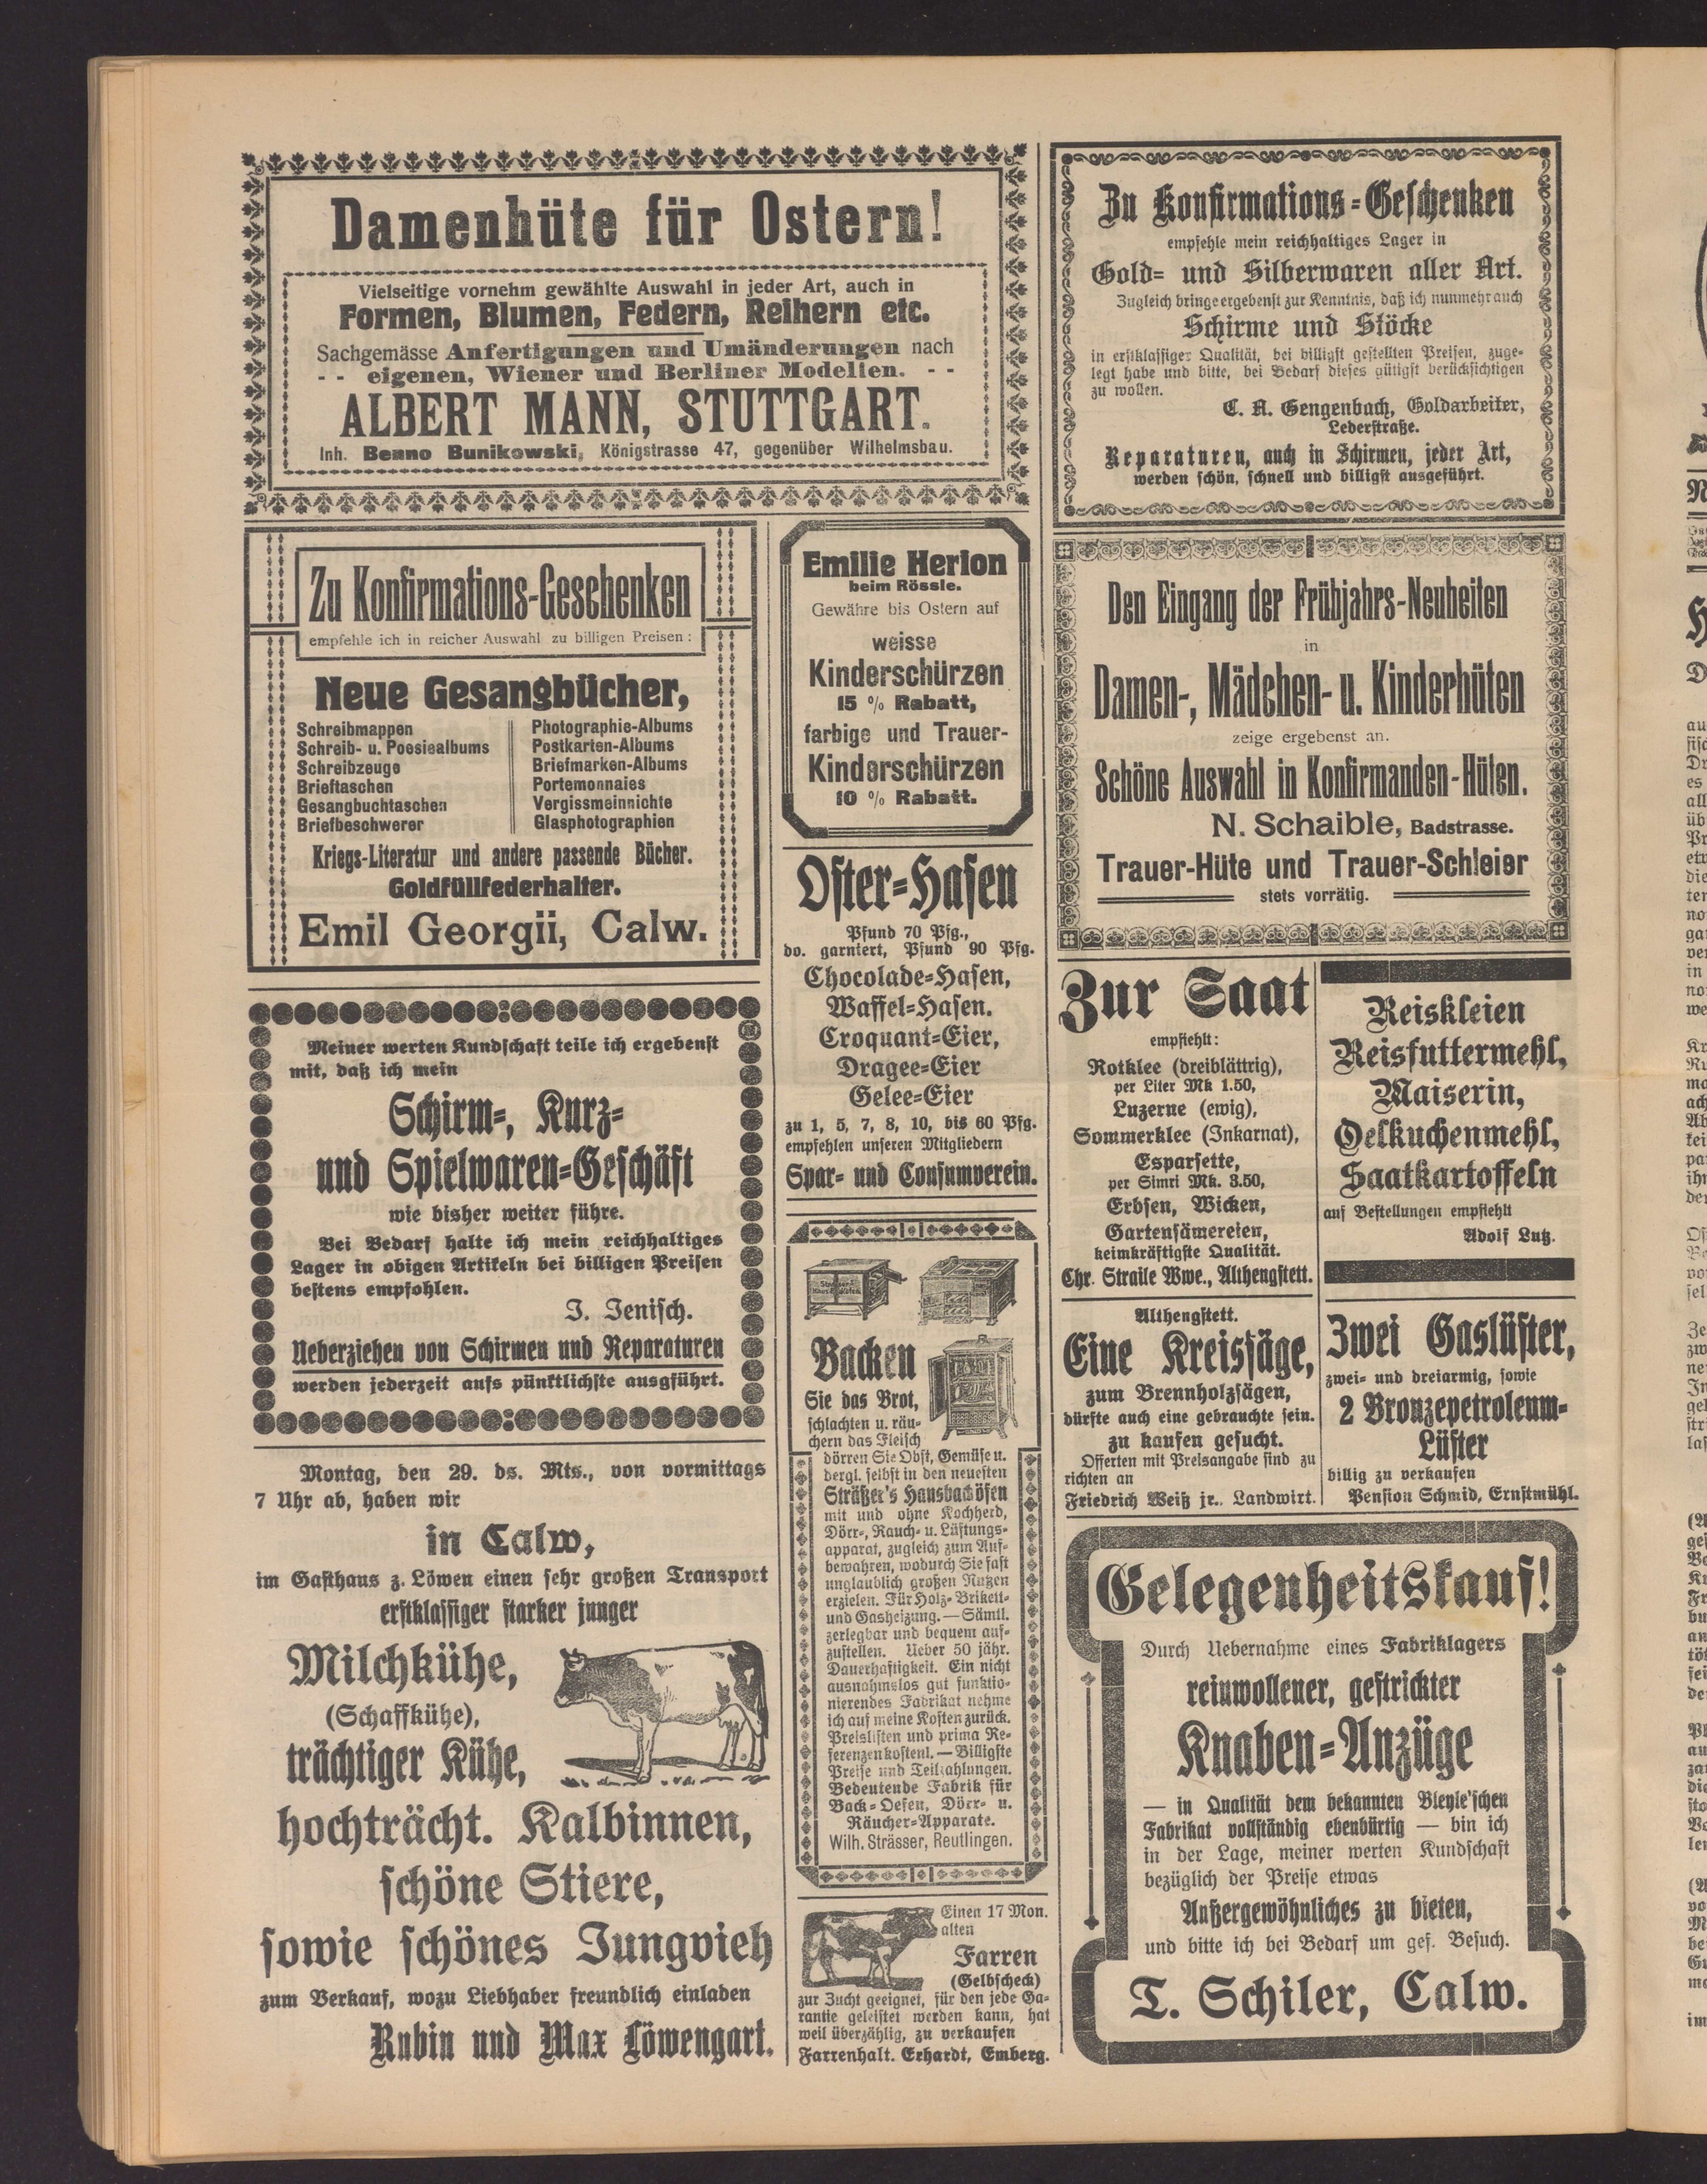 Damenhüte für Ostern!
Vielseitige vornehm gewählte Auswahl in jeder Art, auch in
Formen, Blumen, Federn, Reihern etc.
Sachgemässe Anfertigungen und Umänderungen nach
- - eigenen, Wiener und Berliner Modellen. - -
ALBERT MANN, STUTTGART.
Inh. Benno Bunikowski, Königstrasse 47, gegenüber Wilhelmsbau.
Zu Konfirmations-Geschenken
empfehle mein reichhaltiges Lager in
Gold- und Silberwaren aller Art.
Zugleich bringe ergebenst zur Kenntnis, daß ich nunmehr auch
Schirme und Stöcke
in erstklassiger Qualität, bei billigst gestellten Preisen, zuge-
legt habe und bitte, bei Bedarf dieses gütigst berücksichtigen
zu wollen.
C. A. Gengenbach, Goldarbeiter,
Lederstraße.
Reparaturen, auch in Schirmen, jeder Art,
werden schön, schnell und billigst ausgeführt.
Zu Konfirmations-Geschenken
empfehle ich in reicher Auswahl zu billigen Preisen:
Neue Gesangbücher,
Schreibmappen
Schreib- u. Poesiealbums
Schreibzeuge
Brieftaschen
Gesangbuchtaschen
Briefbeschwerer
Photographie-Albums
Postkarten-Albums
Briefmarken-Albums
Portemonnaies
Vergissmeinnichte
Glasphotographien
Kriegs-Literatur und andere passende Bücher.
Goldfüllfederhalter.
Emil Georgii, Calw.
Emilie Herion
beim Rössle.
Gewähre bis Ostern auf
weisse
Kinderschürzen
15 % Rabatt,
farbige und Trauer-
Kinderschürzen
10 % Rabatt.
Den Eingang der Frühjahrs-Neuheiten
in
Damen-, Mädchen- u. Kinderhüten
zeige ergebenst an.
Schöne Auswahl in Konfirmanden-Hüten.
N. Schaible, Badstrasse.
Trauer-Hüte und Trauer-Schleier
stets vorrätig.
Meiner werten Kundschaft teile ich ergebenst
mit, daß ich mein
Schirm-, Kurz-
und Spielwaren-Geschäft
wie bisher weiter führe.
Bei Bedarf halte ich mein reichhaltiges
Lager in obigen Artikeln bei billigen Preisen
bestens empfohlen.
J. Jenisch.
Ueberziehen von Schirmen und Reparaturen
werden jederzeit aufs pünktlichste ausgführt.
Montag, den 29. ds. Mts., von vormittags
7 Uhr ab, haben wir
in Calw,
im Gasthaus z. Löwen einen sehr großen Transport
erstklassiger starker junger
Milchkühe,
(Schaffkühe),
trächtiger Kühe,
hochträcht. Kalbinnen,
schöne Stiere,
sowie schönes Jungvieh
zum Verkauf, wozu Liebhaber freundlich einladen
Rubin und Max Löwengart.
Oster-Hasen
Pfund 70 Pfg.,
do. garniert, Pfund 90 Pfg.
Chocolade-Hasen,
Waffel-Hasen.
Croquant-Eier,
Dragee-Eier
Gelee-Eier
zu 1, 5, 7, 8, 10, bis 60 Pfg.
empfehlen unseren Mitgliedern
Spar- und Consumverein.
Backen
Sie das Brot,
schlachten u. räu-
chern das Fleisch
dörren Sie Obst, Gemüse u.
dergl. selbst in den neuesten
Sträßer's Hausbacköfen
mit und ohne Kochherd,
Dörr-, Rauch- u. Lüftungs-
apparat, zugleich zum Auf-
bewahren, wodurch Sie fast
unglaublich großen Nutzen
erzielen. Für Holz- Brikett-
und Gasheizung. — Sämtl.
zerlegbar und bequem auf-
zustellen. Ueber 50 jähr.
Dauerhaftigkeit. Ein nicht
ausnahmslos gut funktio-
nierendes Fabrikat nehme
ich auf meine Kosten zurück.
Preislisten und prima Re-
ferenzen kostenl. — Billigste
Preise und Teilzahlungen.
Bedeutende Fabrik für
Back-Oefen, Dörr- u.
Räucher-Apparate.
Wilh. Strässer, Reutlingen.
Einen 17 Mon.
alten
Farren
(Gelbscheck)
zur Zucht geeignet, für den jede Ga-
rantie geleistet werden kann, hat
weil überzählig, zu verkaufen
Farrenhalt. Erhardt, Emberg.
Zur Saat
empfiehlt:
Rotklee (dreiblättrig),
per Liter Mk 1.50,
Luzerne (ewig),
Sommerklee (Inkarnat),
Esparsette,
per Simri Mk. 3.50,
Erbsen, Wicken,
Gartensämereien,
keimkräftigste Qualität.
Chr. Straile Wwe., Althengstett.
Reiskleien
Reisfuttermehl,
Maiserin,
Oelkuchenmehl,
Saatkartoffeln
auf Bestellungen empfiehlt
Adolf Lutz.
Althengstett.
Eine Kreissäge,
zum Brennholzsägen,
dürfte auch eine gebrauchte sein.
zu kaufen gesucht.
Offerten mit Preisangabe sind zu
richten an
Friedrich Weiß jr., Landwirt.
Zwei Gaslüster,
zwei- und dreiarmig, sowie
2 Bronzepetroleum-
Lüster
billig zu verkaufen
Pension Schmid, Ernstmühl.
Gelegenheitskauf!
Durch Uebernahme eines Fabriklagers
reinwollener, gestrickter
Knaben-Anzüge
— in Qualität dem bekannten Bleyle'schen
Fabrikat vollständig ebenbürtig — bin ich
in der Lage, meiner werten Kundschaft
bezüglich der Preise etwas
Außergewöhnliches zu bieten,
und bitte ich bei Bedarf um gef. Besuch.
T. Schiler, Calw.